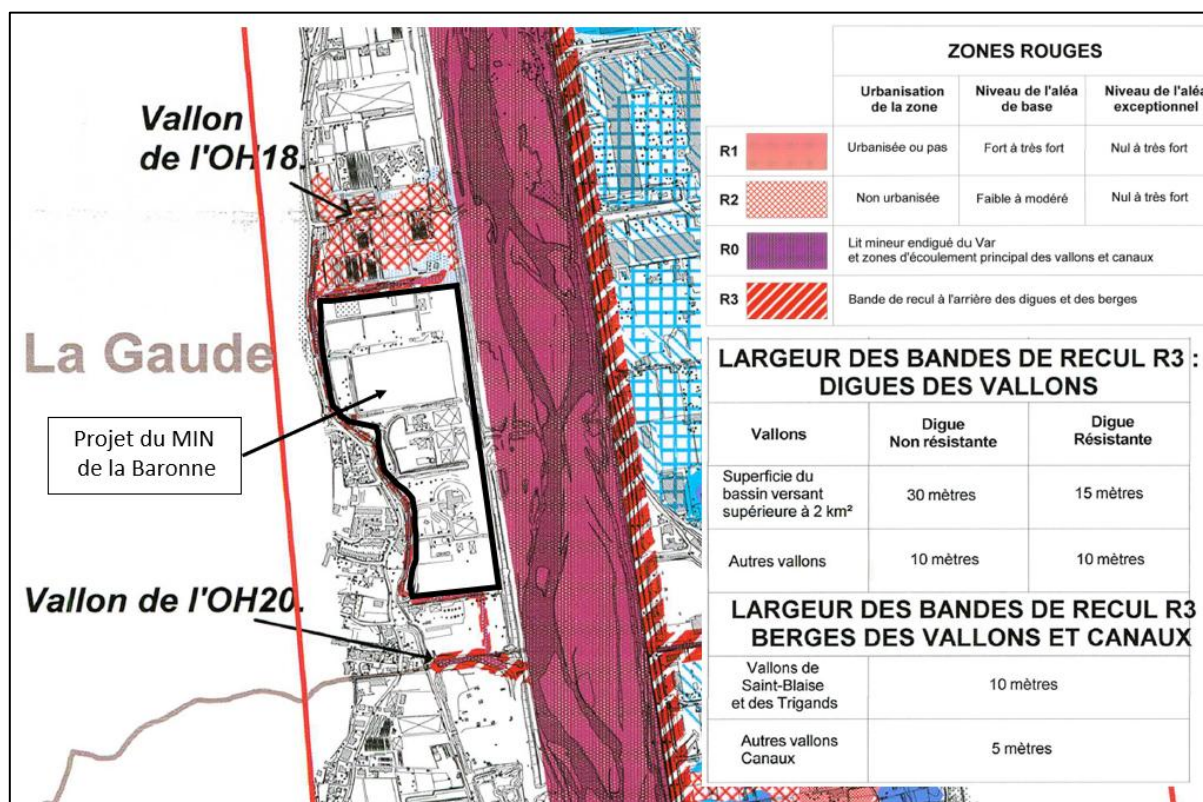 Vallon
de l'OH18.
La Gaude
Projet du MIN
de la Baronne
Vallon de l'OH20.
ZONES ROUGES
Urbanisation
de la zone
Niveau de l'aléa
de base
Niveau de l'aléa
exceptionnel
R1
Urbanisée ou pas
Fort à très fort
Nul à très fort
R2
Non urbanisée
Faible à modéré
Nul à très fort
R0
Lit mineur endigué du Var
et zones d'écoulement principal des vallons et canaux
R3
Bande de recul à l'arrière des digues et des berges
LARGEUR DES BANDES DE RECUL R3 :
DIGUES DES VALLONS
Vallons
Digue
Non résistante
Digue
Résistante
Superficie du
bassin versant
supérieure à 2 km²
30 mètres
15 mètres
Autres vallons
10 mètres
10 mètres
LARGEUR DES BANDES DE RECUL R3
BERGES DES VALLONS ET CANAUX
Vallons de
Saint-Blaise
et des Trigands
10 mètres
Autres vallons
Canaux
5 mètres